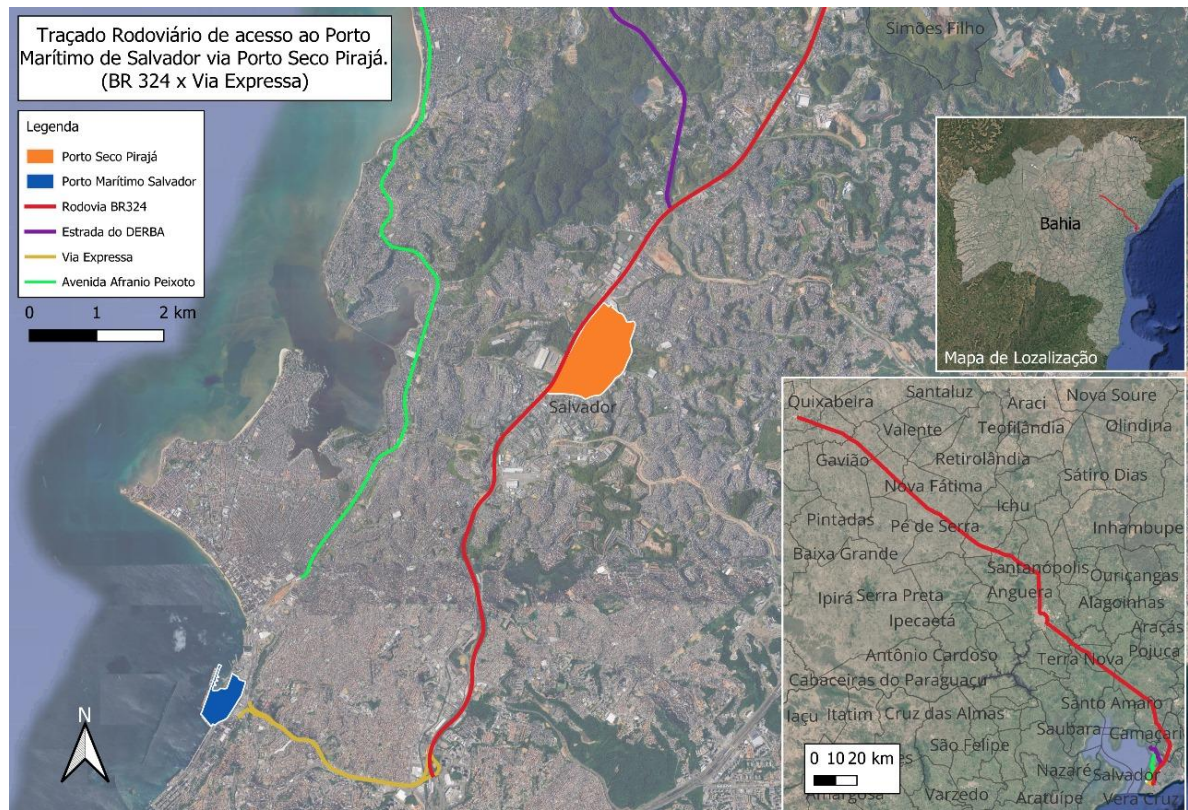 Traçado Rodoviário de acesso ao Porto
Marítimo de Salvador via Porto Seco Pirajá.
(BR 324 x Via Expressa)
Legenda
Porto Seco Pirajá
Porto Marítimo Salvador
Rodovia BR324
Estrada do DERBA
Via Expressa
Avenida Afranio Peixoto
0 1 2 km
Simões Filho
Salvador
N
Bahia
Mapa de Lozalização
Quixabeira
Santaluz
Nova Soure
Araci
Valente
Teofilândia
Olindina
Gavião
Retirolândia
Sátiro Dias
Nova Fátima
Ichu
Pintadas
Pé de Serra
Inhambupe
Baixa Grande
Santanópolis
Ouriçangas
Ipirá
Serra Preta
Anguera
Alagoinhas
Ipecaetá
Araçás
Antônio Cardoso
Terra Nova
Pojuca
Cabaceiras do Paraguaçu
Santo Amaro
Iaçu
Itatim
Cruz das Almas
Saubara
Camaçari
0 10 20 km
São Felipe
Nazaré
Salvador
Amargosa
Varzedo
Aratuípe
Vera Cruz